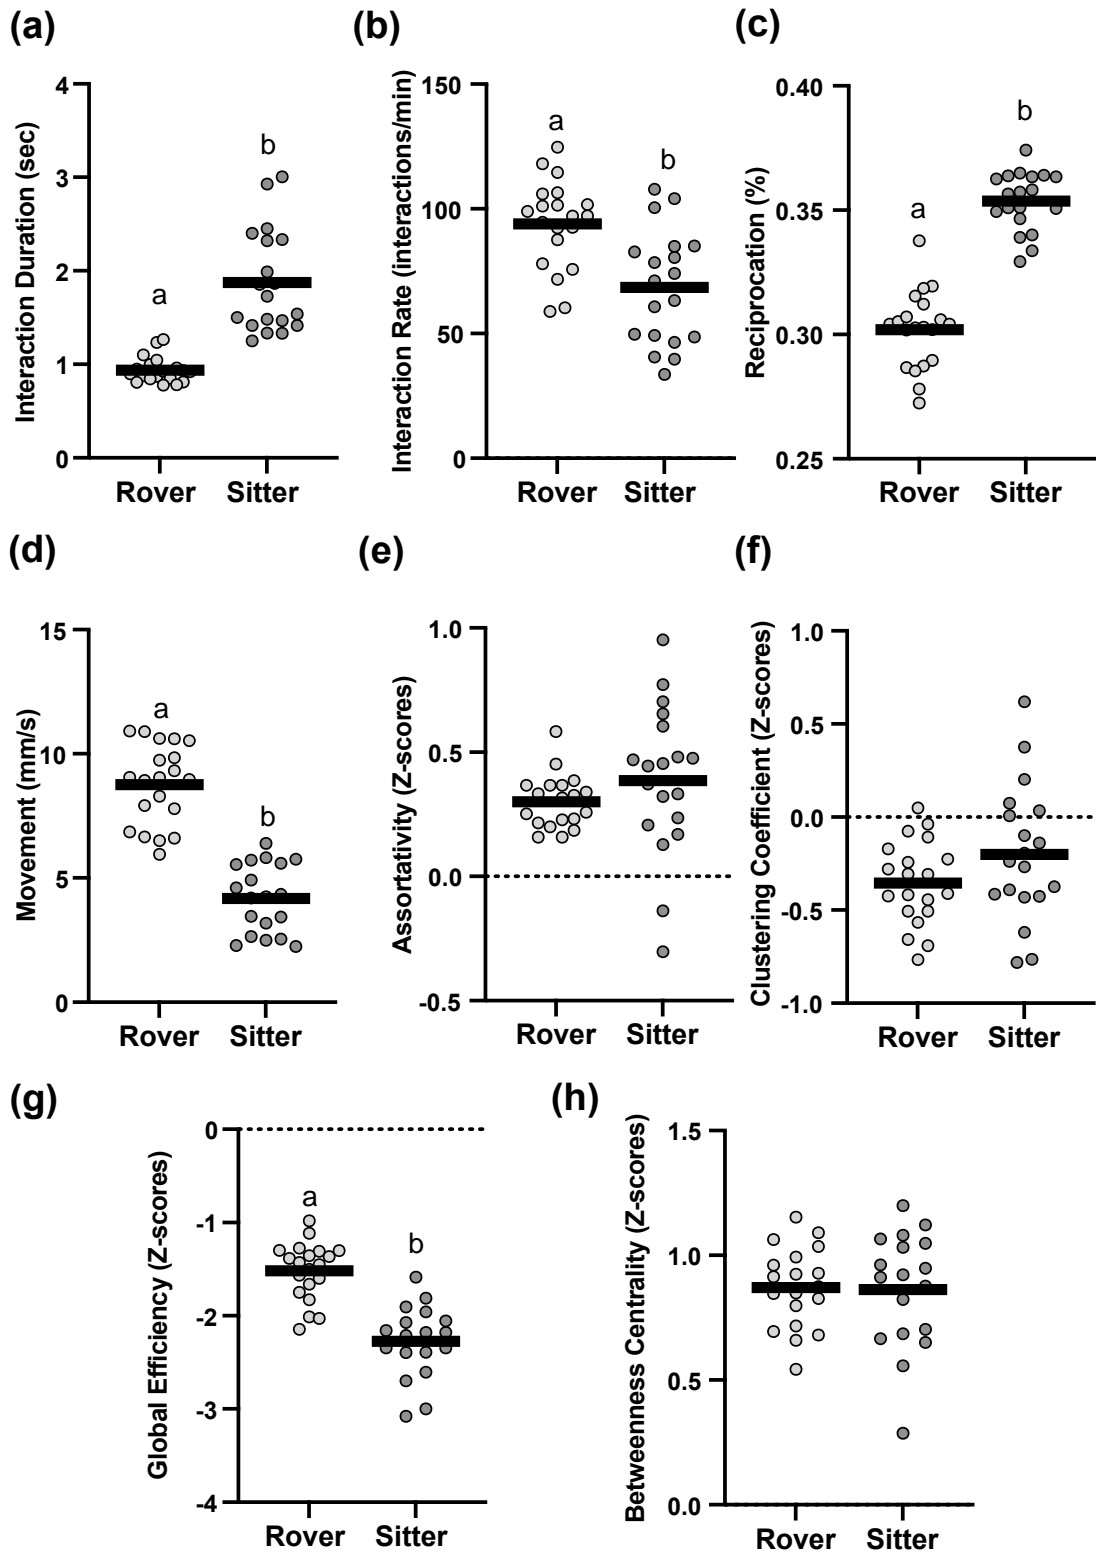 (a)
Interaction Duration (sec)
4
3
2
1
0
a
b
Rover
Sitter
(b)
Interaction Rate (interactions/min)
150
100
50
0
a
b
Rover
Sitter
(c)
Reciprocation (%)
0.40
0.35
0.30
0.25
a
b
Rover
Sitter
(d)
Movement (mm/s)
15
10
5
0
a
b
Rover
Sitter
(e)
Assortativity (Z-scores)
1.0
0.5
0.0
-0.5
Rover
Sitter
(f)
Clustering Coefficient (Z-scores)
1.0
0.5
0.0
-0.5
-1.0
Rover
Sitter
(g)
Global Efficiency (Z-scores)
0
-1
-2
-3
-4
a
b
Rover
Sitter
(h)
Betweenness Centrality (Z-scores)
1.5
1.0
0.5
0.0
Rover
Sitter